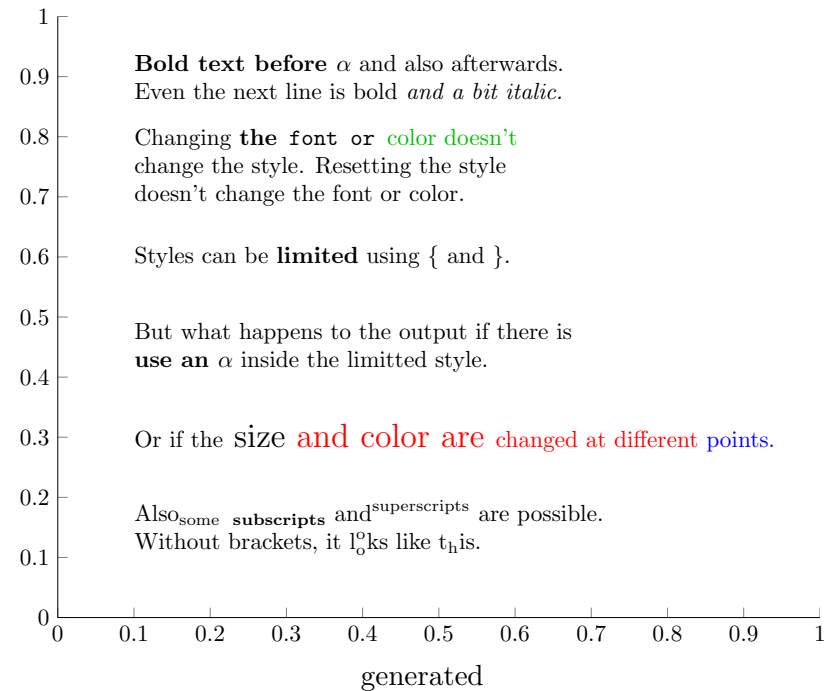 1
Bold text before α and also afterwards.
0.9
Even the next line is bold and a bit italic.
0.8
Changing the font or color doesn't
change the style. Resetting the style
0.7
doesn't change the font or color.
0.6
Styles can be limited using { and }.
0.5
But what happens to the output if there is
use an α inside the limitted style.
0.4
0.3
Or if the size and color are changed at different points.
0.2
Alsosome subscripts andsuperscripts are possible.
Without brackets, it looks like this.
0.1
0
0 0.1 0.2 0.3 0.4 0.5 0.6 0.7 0.8 0.9 1
generated